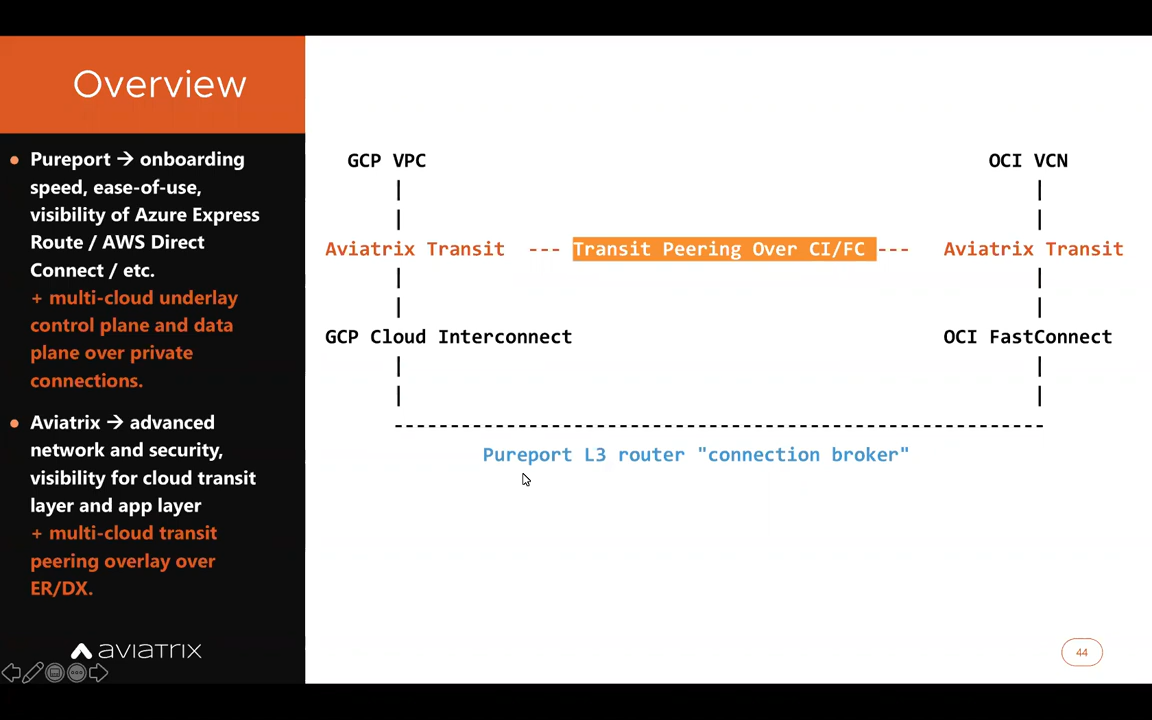 Overview
● Pureport → onboarding
speed, ease-of-use,
visibility of Azure Express
Route / AWS Direct
Connect / etc.
+ multi-cloud underlay
control plane and data
plane over private
connections.
● Aviatrix → advanced
network and security,
visibility for cloud transit
layer and app layer
+ multi-cloud transit
peering overlay over
ER/DX.
aviatrix
GCP VPC OCI VCN
| |
| |
Aviatrix Transit --- Transit Peering Over CI/FC --- Aviatrix Transit
| |
| |
GCP Cloud Interconnect OCI FastConnect
| |
| |
----------------------------------------------------------
Pureport L3 router "connection broker"
44